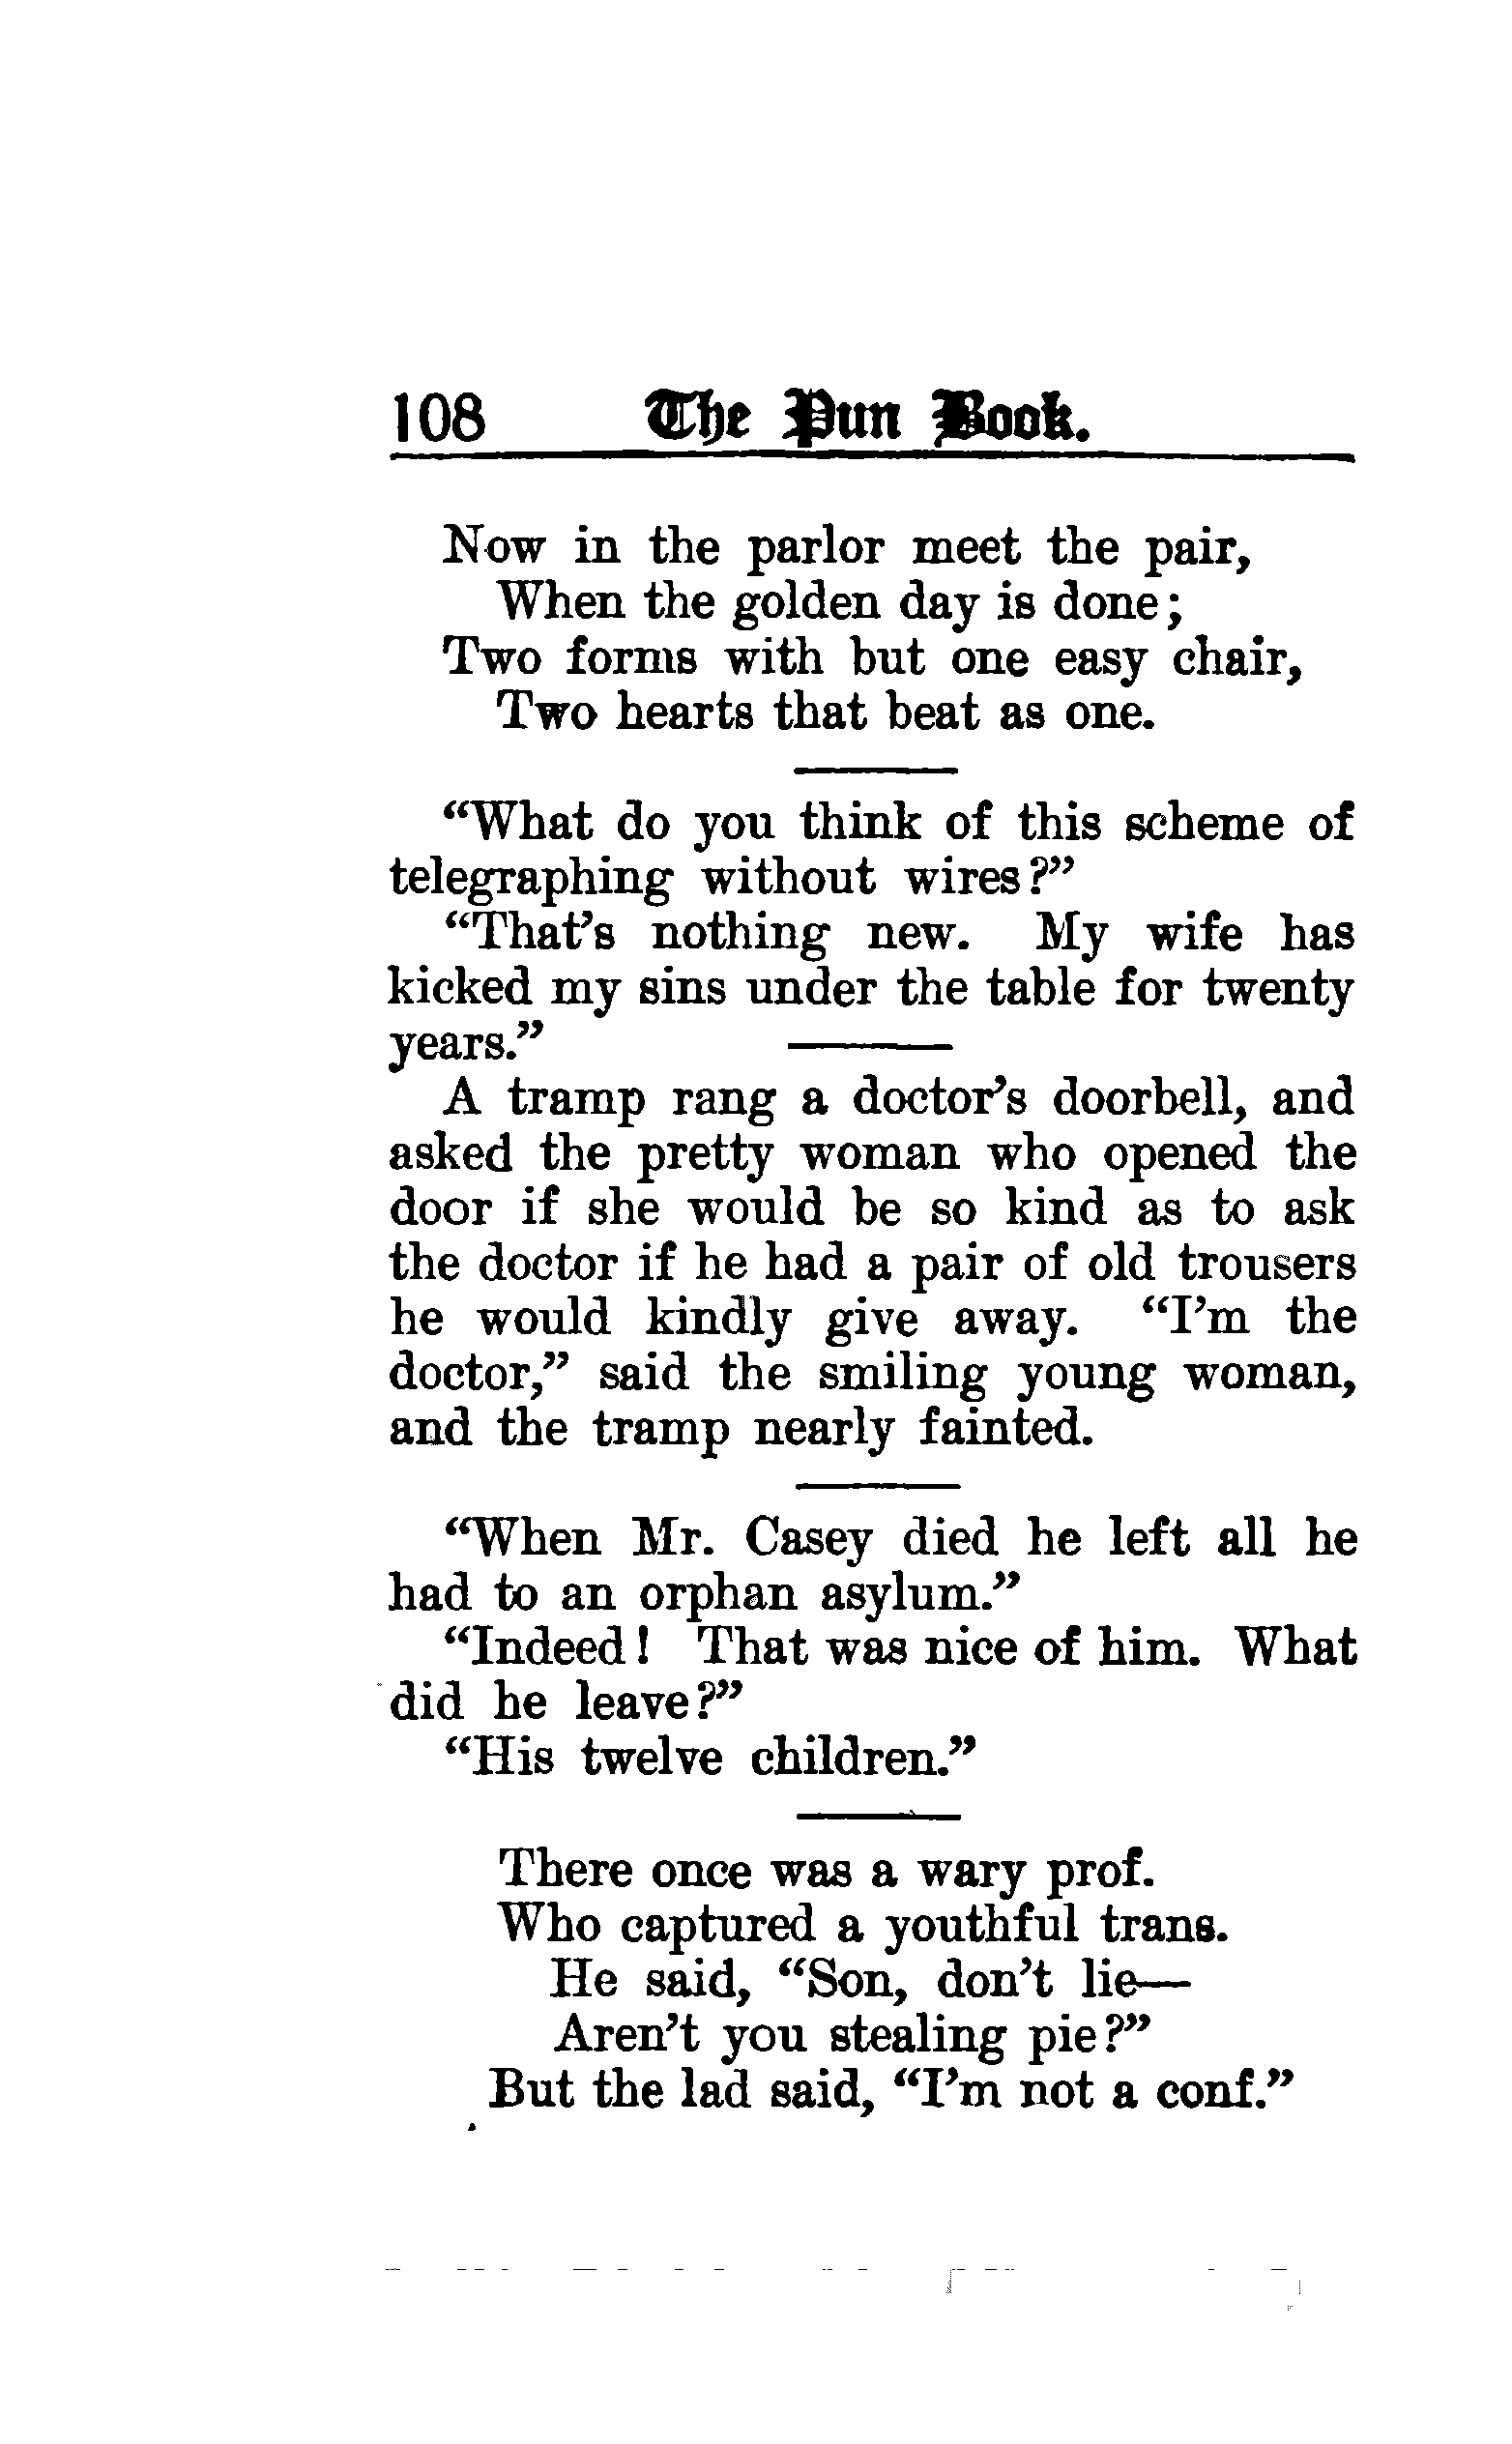 108 The Pun Book.
Now in the parlor meet the pair,
When the golden day is done;
Two forms with but one easy chair,
Two hearts that beat as one.
“What do you think of this scheme of
telegraphing without wires?”
“That’s nothing new. My wife has
kicked my sins under the table for twenty
years.”
A tramp rang a doctor’s doorbell, and
asked the pretty woman who opened the
door if she would be so kind as to ask
the doctor if he had a pair of old trousers
he would kindly give away. “I’m the
doctor,” said the smiling young woman,
and the tramp nearly fainted.
“When Mr. Casey died he left all he
had to an orphan asylum.”
“Indeed! That was nice of him. What
did he leave?”
“His twelve children.”
There once was a wary prof.
Who captured a youthful trans.
He said, “Son, don’t lie—
Aren’t you stealing pie?”
But the lad said, “I’m not a conf.”